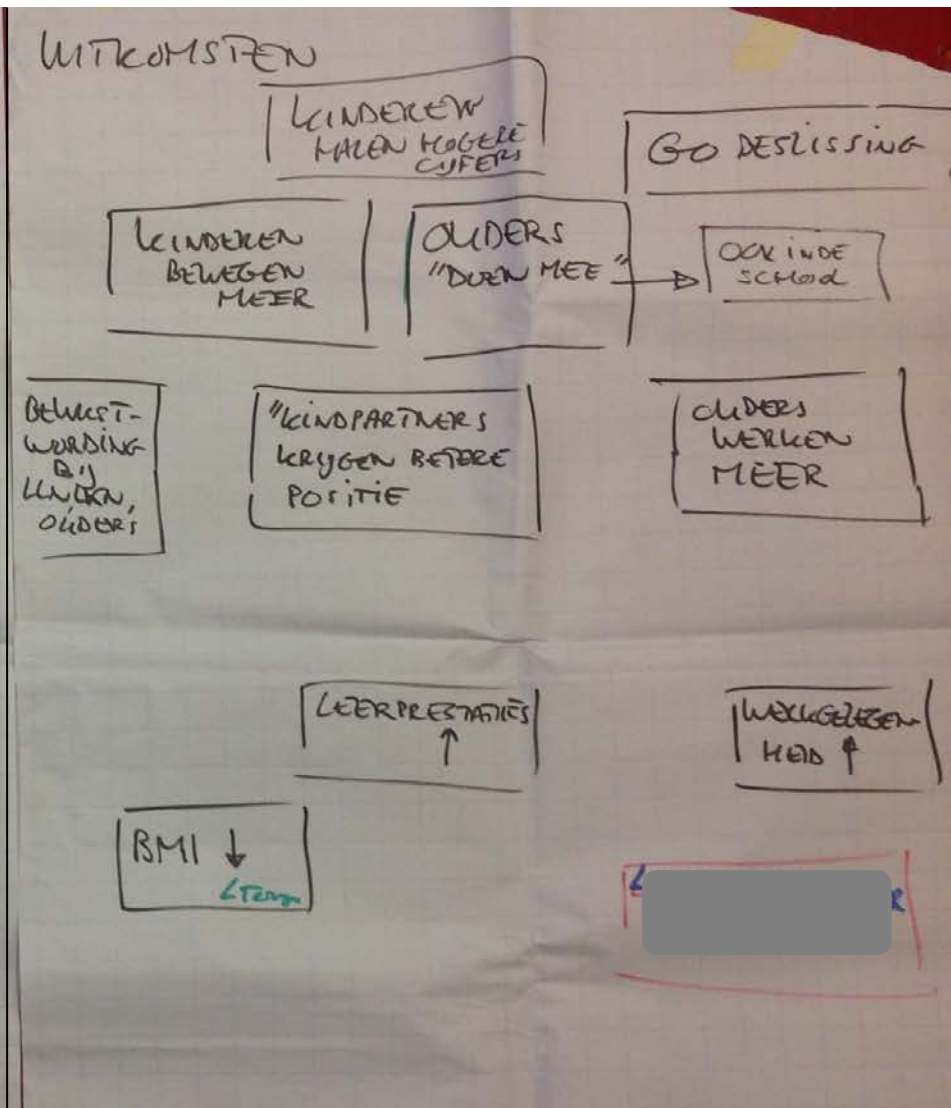 UITKOMSTEN
KINDEREN
HALEN HOGERE
CIJFERS
GO BESLISSING
KINDEREN
BEWEGEN
MEER
OUDERS
"DOEN MEE"
OOK IN DE
SCHOOL
BEWUST-
WORDING
BIJ
KINDEREN,
OUDERS
"KINDPARTNERS
KRIJGEN BETERE
POSITIE
OUDERS
WERKEN
MEER
LEERPRESTATIES
↑
WERKGELEGEN-
HEID ↑
BMI ↓